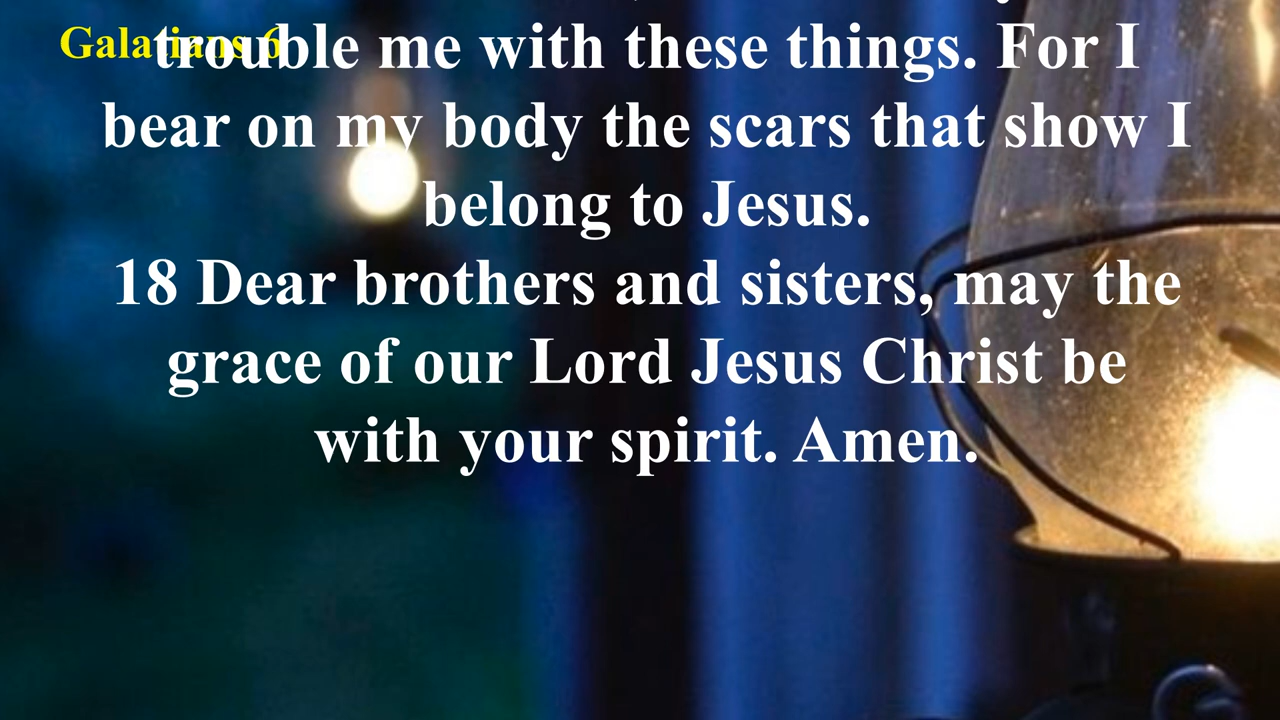 Galatians 6
trouble me with these things. For I
bear on my body the scars that show I
belong to Jesus.
18 Dear brothers and sisters, may the
grace of our Lord Jesus Christ be
with your spirit. Amen.